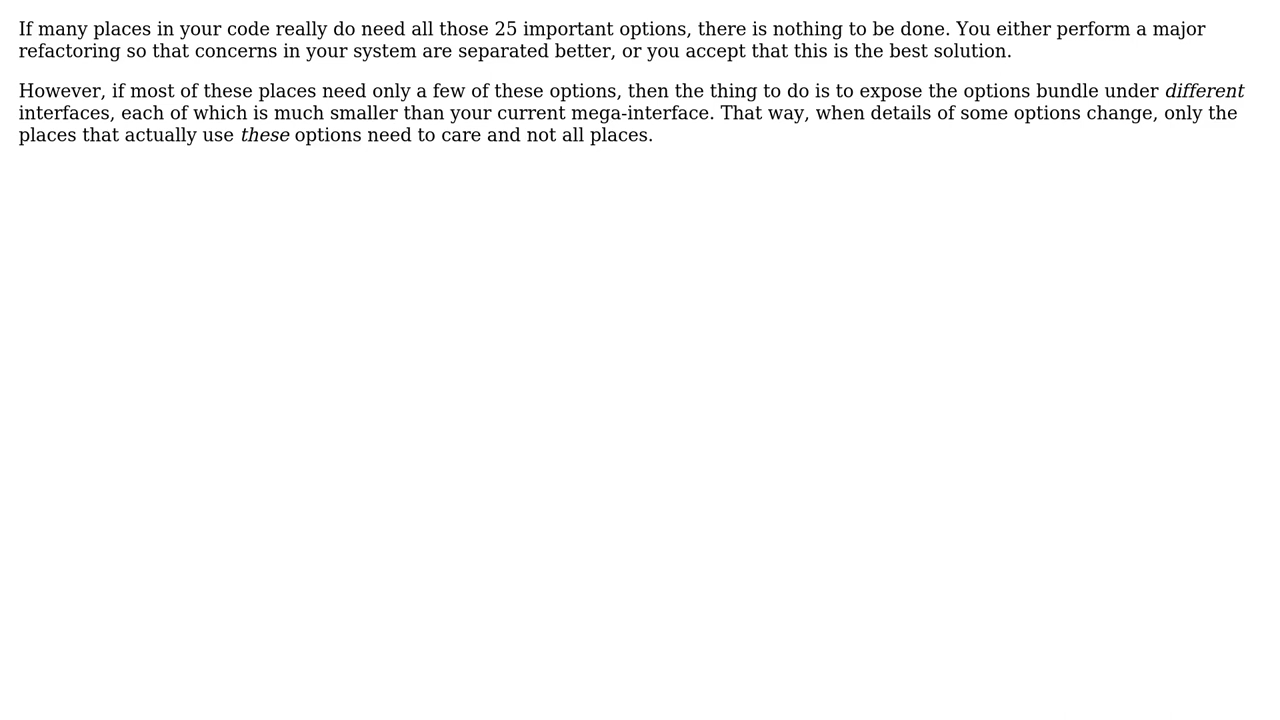 If many places in your code really do need all those 25 important options, there is nothing to be done. You either perform a major
refactoring so that concerns in your system are separated better, or you accept that this is the best solution.
However, if most of these places need only a few of these options, then the thing to do is to expose the options bundle under different
interfaces, each of which is much smaller than your current mega-interface. That way, when details of some options change, only the
places that actually use these options need to care and not all places.